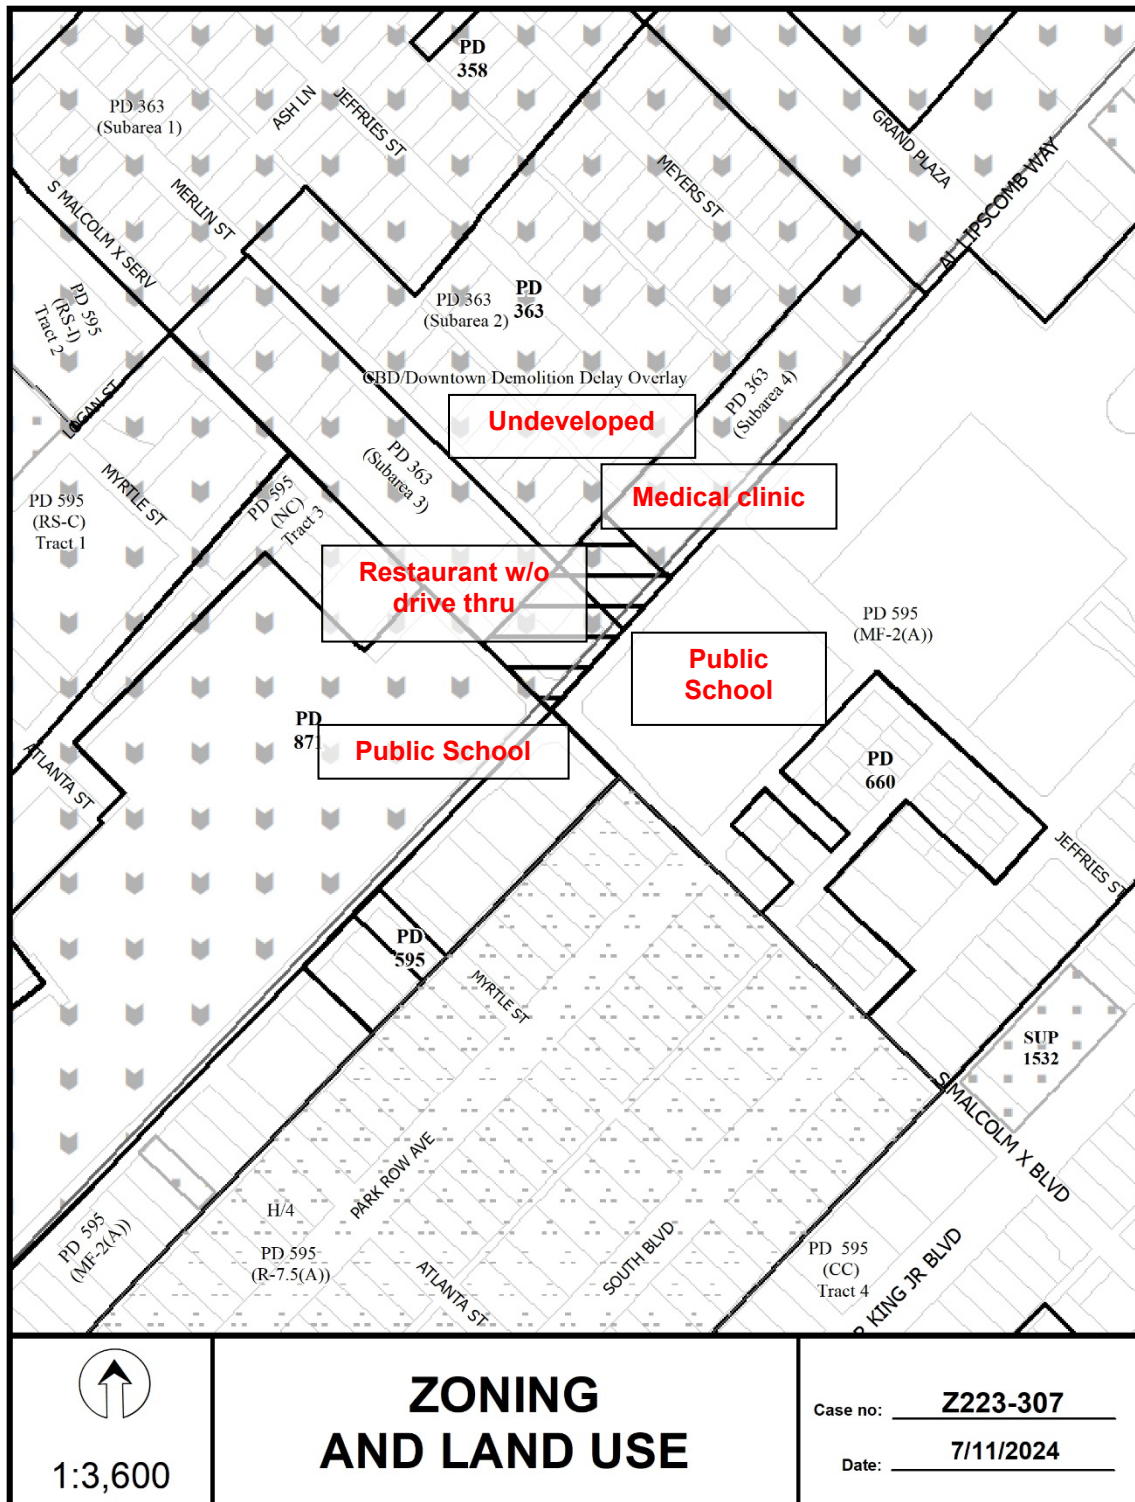 PD
358
PD 363
(Subarea 1)
ASH LN
JEFFRIES ST
GRAND PLAZA
AL LIPSCOMB WAY
MEYERS ST
MERLIN ST
S MALCOLM X SERV
PD 595
(RS-I)
Tract 2
PD 363
(Subarea 2)
PD
363
CBD/Downtown Demolition Delay Overlay
PD 363
(Subarea 4)
LOGAN ST
Undeveloped
PD 363
(Subarea 3)
Medical clinic
MYRTLE ST
PD 595
(RS-C)
Tract 1
PD 595
(NC)
Tract 3
Restaurant w/o
drive thru
PD 595
(MF-2(A))
Public
School
PD
871
Public School
PD
660
ATLANTA ST
JEFFRIES ST
PD
595
MYRTLE ST
SUP
1532
S MALCOLM X BLVD
PARK ROW AVE
H/4
PD 595
(MF-2(A))
PD 595
(R-7.5(A))
ATLANTA ST
SOUTH BLVD
PD 595
(CC)
Tract 4
KING JR BLVD
1:3,600
ZONING
AND LAND USE
Case no: Z223-307
Date: 7/11/2024